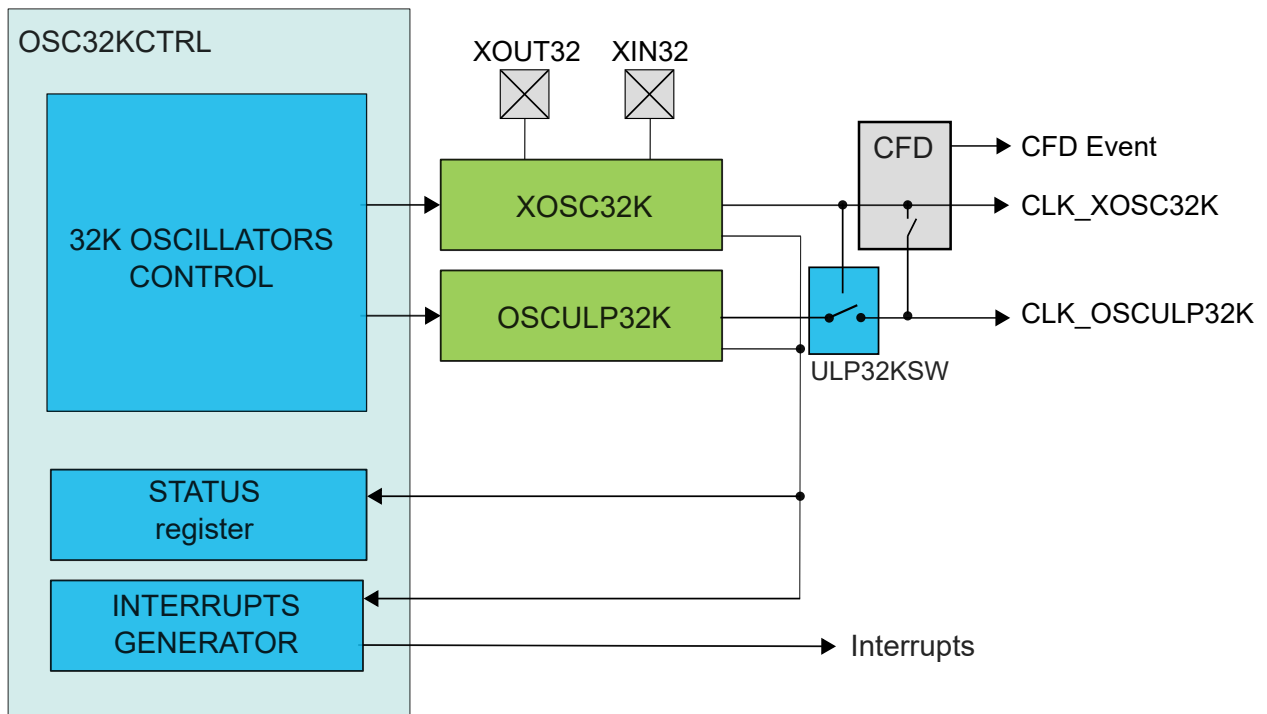 OSC32KCTRL
XOUT32
XIN32
32K OSCILLATORS
CONTROL
XOSC32K
OSCULP32K
CFD
CFD Event
CLK_XOSC32K
CLK_OSCULP32K
ULP32KSW
STATUS
register
INTERRUPTS
GENERATOR
Interrupts